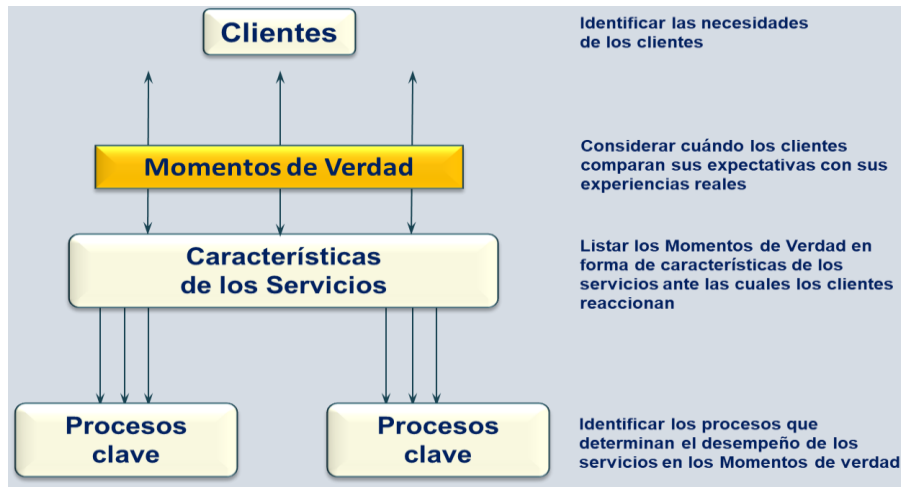 Clientes
Identificar las necesidades
de los clientes
Momentos de Verdad
Considerar cuándo los clientes
comparan sus expectativas con sus
experiencias reales
Características
de los Servicios
Listar los Momentos de Verdad en
forma de características de los
servicios ante las cuales los clientes
reaccionan
Procesos
clave
Procesos
clave
Identificar los procesos que
determinan el desempeño de los
servicios en los Momentos de verdad